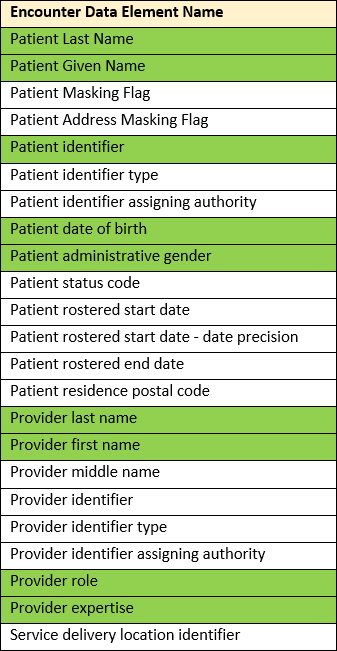 Encounter Data Element Name
Patient Last Name
Patient Given Name
Patient Masking Flag
Patient Address Masking Flag
Patient identifier
Patient identifier type
Patient identifier assigning authority
Patient date of birth
Patient administrative gender
Patient status code
Patient rostered start date
Patient rostered start date - date precision
Patient rostered end date
Patient residence postal code
Provider last name
Provider first name
Provider middle name
Provider identifier
Provider identifier type
Provider identifier assigning authority
Provider role
Provider expertise
Service delivery location identifier